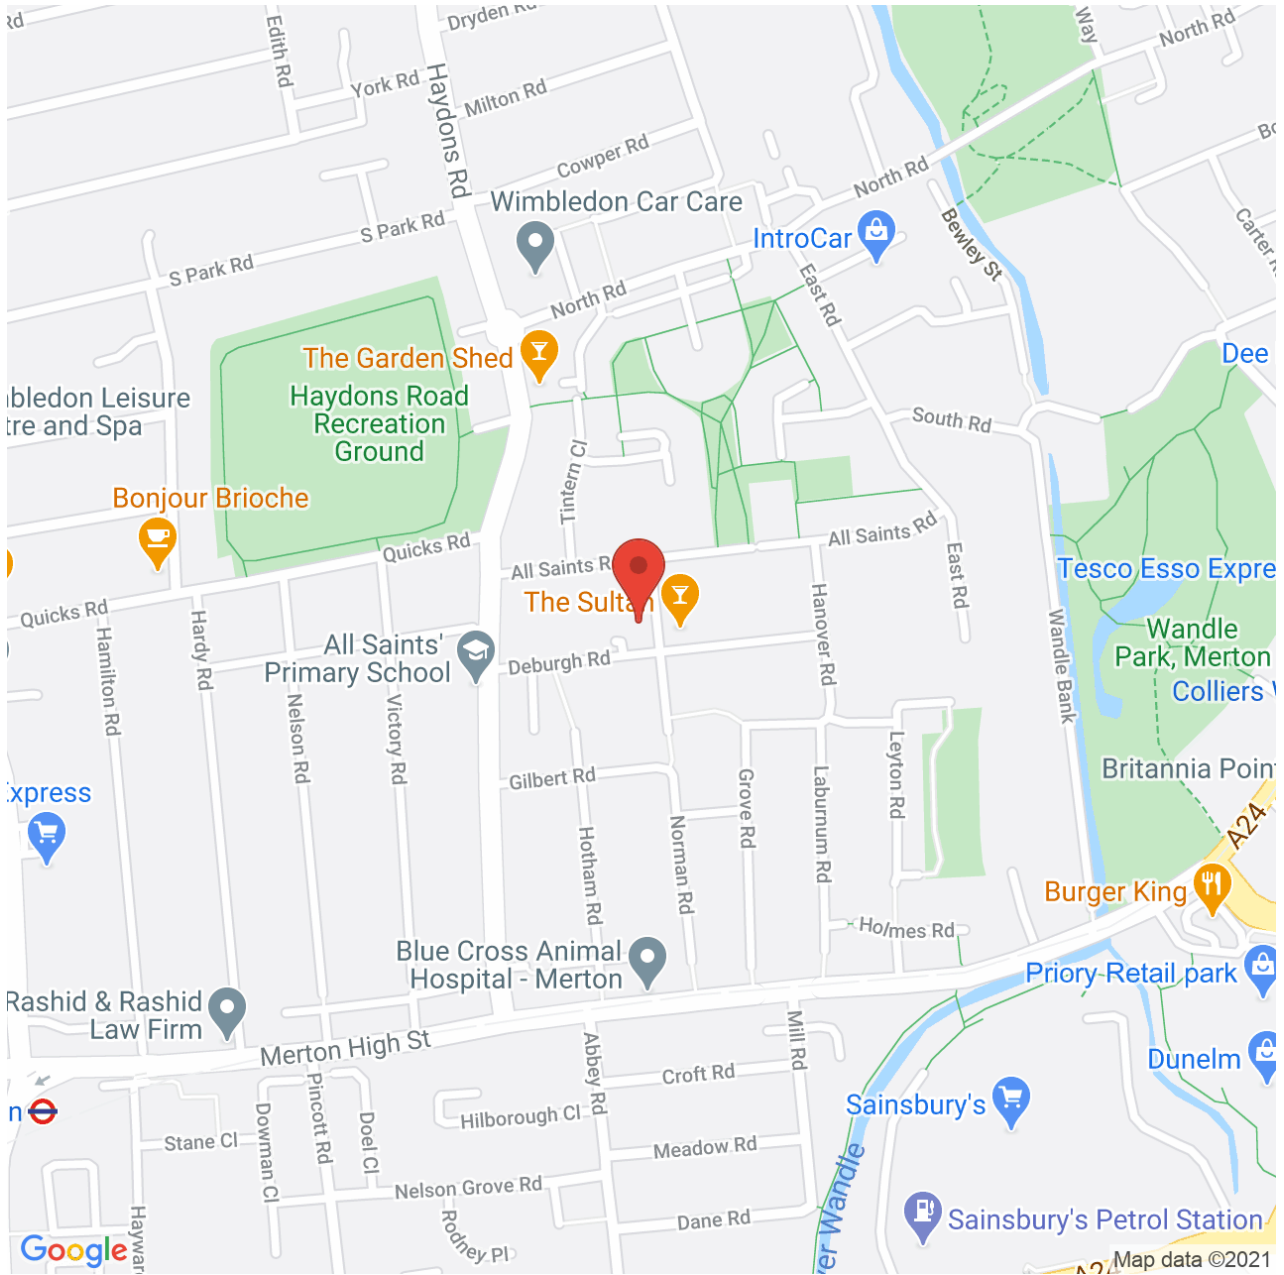 Rd
Edith Rd
Dryden Rd
Way
North Rd
York Rd
Haydons Rd
Milton Rd
Cowper Rd
Wimbledon Car Care
North Rd
S Park Rd
IntroCar
Bewley St
Carter
S Park Rd
North Rd
East Rd
The Garden Shed
Dee
Haydons Road
Recreation
Ground
bledon Leisure
tre and Spa
South Rd
Tintern Cl
Bonjour Brioche
Quicks Rd
All Saints Rd
All Saints R
East Rd
Tesco Esso Expre
The Sultan
Hanover Rd
Quicks Rd
Hardy Rd
Hamilton Rd
All Saints'
Primary School
Deburgh Rd
Wandle Bank
Wandle
Park, Merton
Colliers
Nelson Rd
Victory Rd
Leyton Rd
Britannia Poin
Gilbert Rd
Grove Rd
Laburnum Rd
Express
A24
Hotham Rd
Norman Rd
Burger King
Holmes Rd
Blue Cross Animal
Hospital - Merton
Priory Retail park
Rashid & Rashid
Law Firm
Merton High St
Mill Rd
Abbey Rd
Dunelm
Croft Rd
Pincott Rd
Sainsbury's
n
Hilborough Cl
Dowman Cl
Doel Cl
Stane Cl
Meadow Rd
Nelson Grove Rd
ver Wandle
Hayward
Rodney Pl
Dane Rd
Sainsbury's Petrol Station
Google
A24
Map data ©2021